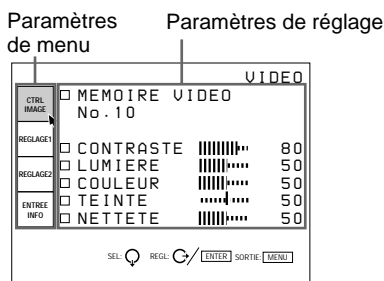 Paramètres de menu
Paramètres de réglage
VIDEO
CTRL IMAGE
REGLAGE1
REGLAGE2
ENTREE INFO
MEMOIRE VIDEO
No.10
CONTRASTE 80
LUMIERE 50
COULEUR 50
TEINTE 50
NETTETE 50
SEL: REGL: / ENTER SORTIE: MENU